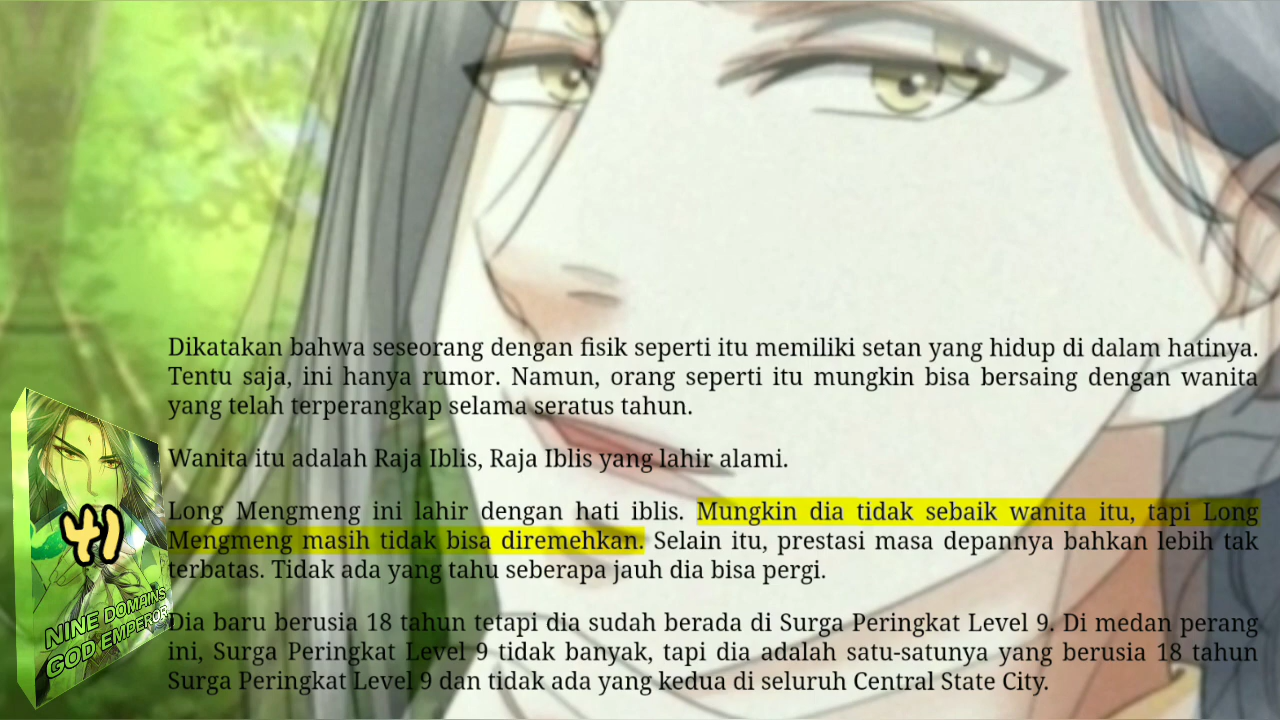 Dikatakan bahwa seseorang dengan fisik seperti itu memiliki setan yang hidup di dalam hatinya.
Tentu saja, ini hanya rumor. Namun, orang seperti itu mungkin bisa bersaing dengan wanita
yang telah terperangkap selama seratus tahun.
Wanita itu adalah Raja Iblis, Raja Iblis yang lahir alami.
Long Mengmeng ini lahir dengan hati iblis. Mungkin dia tidak sebaik wanita itu, tapi Long
Mengmeng masih tidak bisa diremehkan. Selain itu, prestasi masa depannya bahkan lebih tak
terbatas. Tidak ada yang tahu seberapa jauh dia bisa pergi.
Dia baru berusia 18 tahun tetapi dia sudah berada di Surga Peringkat Level 9. Di medan perang
ini, Surga Peringkat Level 9 tidak banyak, tapi dia adalah satu-satunya yang berusia 18 tahun
Surga Peringkat Level 9 dan tidak ada yang kedua di seluruh Central State City.
41
NINE DOMAINS
GOD EMPEROR